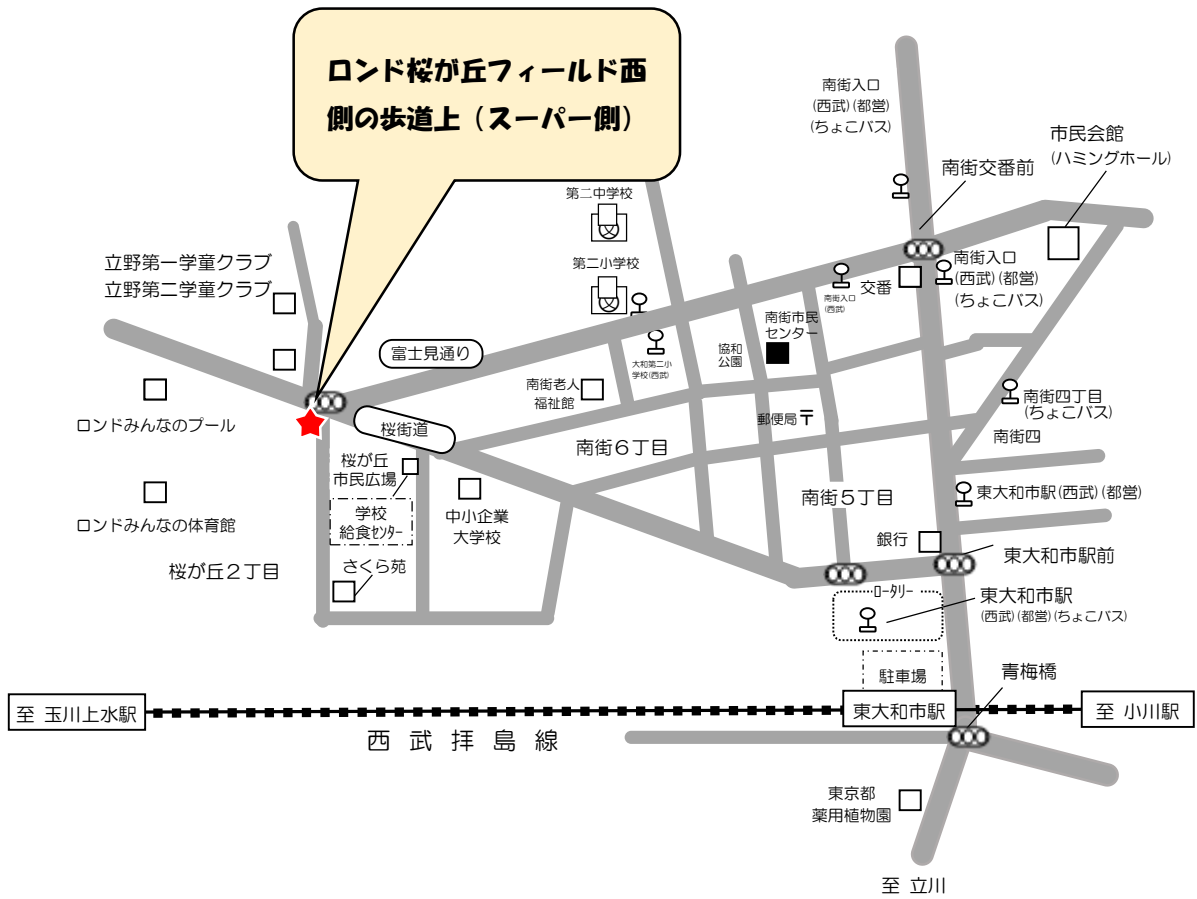 ロンド桜が丘フィールド西
側の歩道上（スーパー側）
南街入口
(西武)(都営)
(ちょこバス)
市民会館
(ハミングホール)
南街交番前
第二中学校
立野第一学童クラブ
立野第二学童クラブ
第二小学校
南街入口
(西武)(都営)
(ちょこバス)
交番
南街入口
(西武)
南街市民
センター
富士見通り
協和
公園
大和第二小
学校(西武)
南街老人
福祉館
南街四丁目
(ちょこバス)
南街四
ロンドみんなのプール
桜街道
郵便局〒
南街６丁目
桜が丘
市民広場
南街５丁目
東大和市駅(西武)(都営)
ロンドみんなの体育館
学校
給食ｾﾝﾀｰ
中小企業
大学校
銀行
東大和市駅前
桜が丘２丁目
さくら苑
ﾛｰﾀﾘｰ
東大和市駅
(西武)(都営)(ちょこバス)
駐車場
青梅橋
至 玉川上水駅
東大和市駅
至 小川駅
西武拝島線
東京都
薬用植物園
至 立川